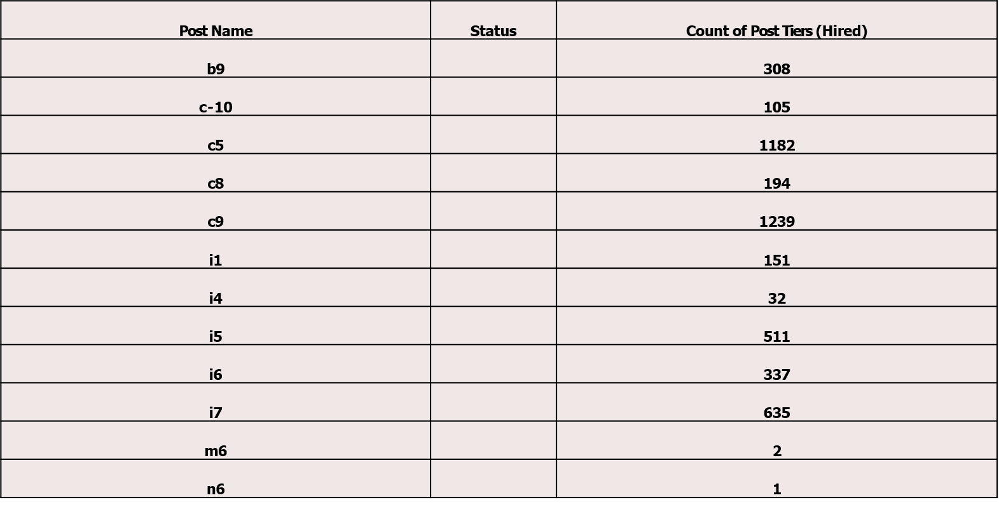 Post Name Status Count of Post Tiers (Hired)
b9 308
c-10 105
c5 1182
c8 194
c9 1239
i1 151
i4 32
i5 511
i6 337
i7 635
m6 2
n6 1